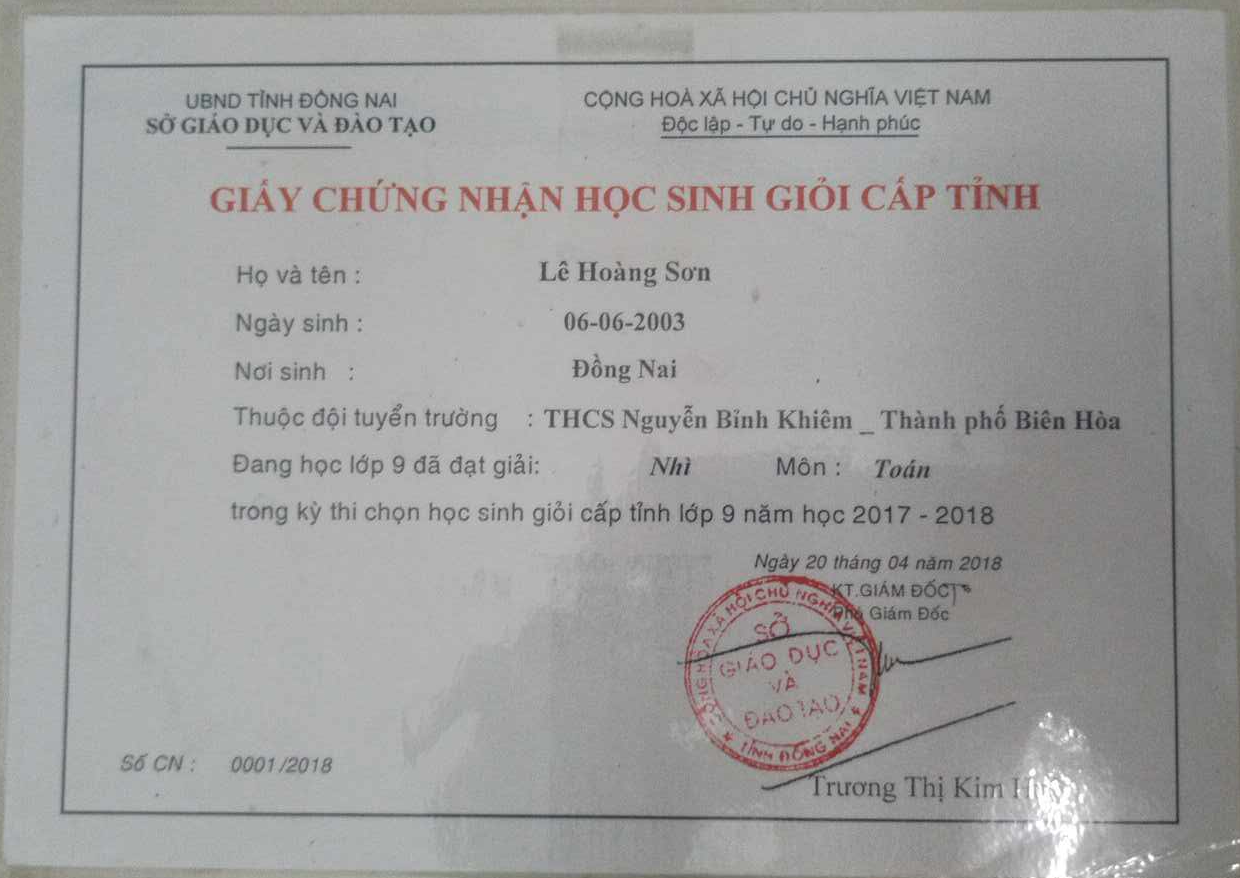 UBND TỈNH ĐỒNG NAI
SỞ GIÁO DỤC VÀ ĐÀO TẠO
CỘNG HOÀ XÃ HỘI CHỦ NGHĨA VIỆT NAM
Độc lập - Tự do - Hạnh phúc
GIẤY CHỨNG NHẬN HỌC SINH GIỎI CẤP TỈNH
Họ và tên : Lê Hoàng Sơn
Ngày sinh : 06-06-2003
Nơi sinh : Đồng Nai
Thuộc đội tuyển trường : THCS Nguyễn Bỉnh Khiêm _ Thành phố Biên Hòa
Đang học lớp 9 đã đạt giải: Nhì Môn : Toán
trong kỳ thi chọn học sinh giỏi cấp tỉnh lớp 9 năm học 2017 - 2018
Ngày 20 tháng 04 năm 2018
KT.GIÁM ĐỐC
Phó Giám Đốc
CỘNG HÒA XÃ HỘI CHỦ NGHĨA VIỆT NAM
SỞ
GIÁO DỤC
VÀ
ĐÀO TẠO
★ TỈNH ĐỒNG NAI ★
Trương Thị Kim
Số CN : 0001/2018